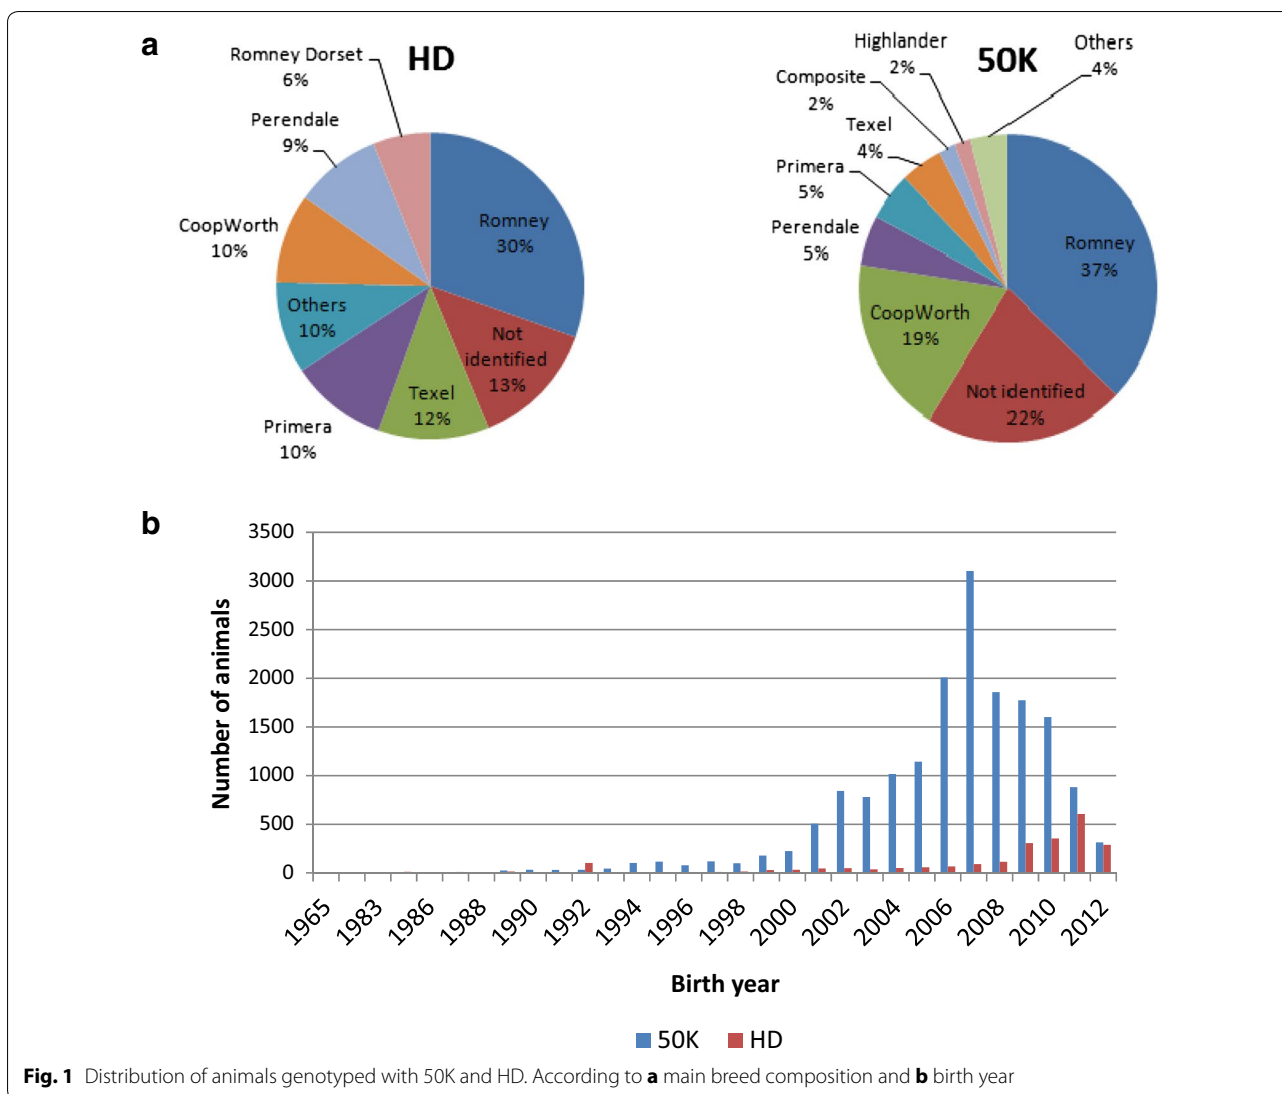 a
HD
Romney Dorset
6%
Perendale
9%
CoopWorth
10%
Others
10%
Primera
10%
Texel
12%
Not
identified
13%
Romney
30%
50K
Highlander
2%
Others
4%
Composite
2%
Texel
4%
Primera
5%
Perendale
5%
CoopWorth
19%
Not identified
22%
Romney
37%
b
Number of animals
3500
3000
2500
2000
1500
1000
500
0
1965
1983
1986
1988
1990
1992
1994
1996
1998
2000
2002
2004
2006
2008
2010
2012
Birth year
50K
HD
Fig. 1 Distribution of animals genotyped with 50K and HD. According to a main breed composition and b birth year